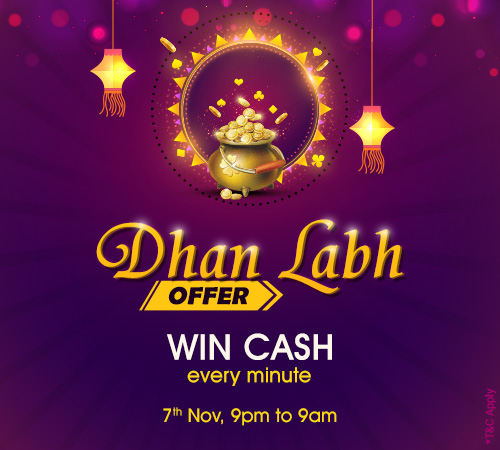 Dhan Labh
OFFER
WIN CASH
every minute
7th Nov, 9pm to 9am
*T&C Apply